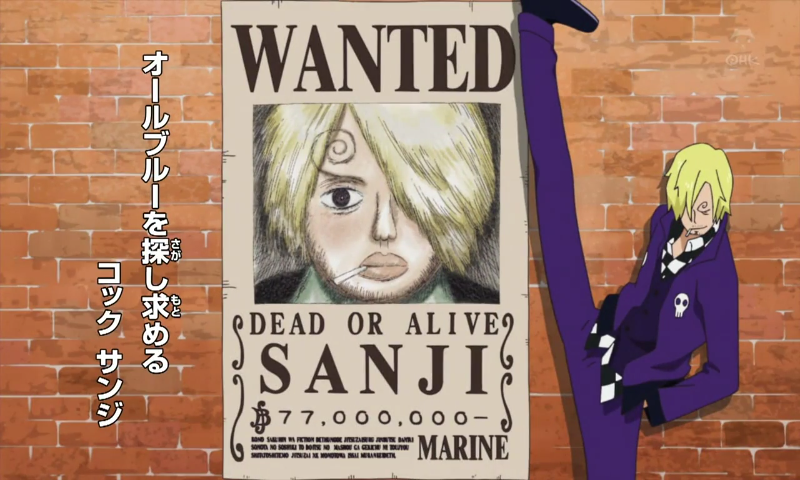 オールブルーを探し求める
コック サンジ
WANTED
DEAD OR ALIVE
SANJI
฿77,000,000-
MARINE